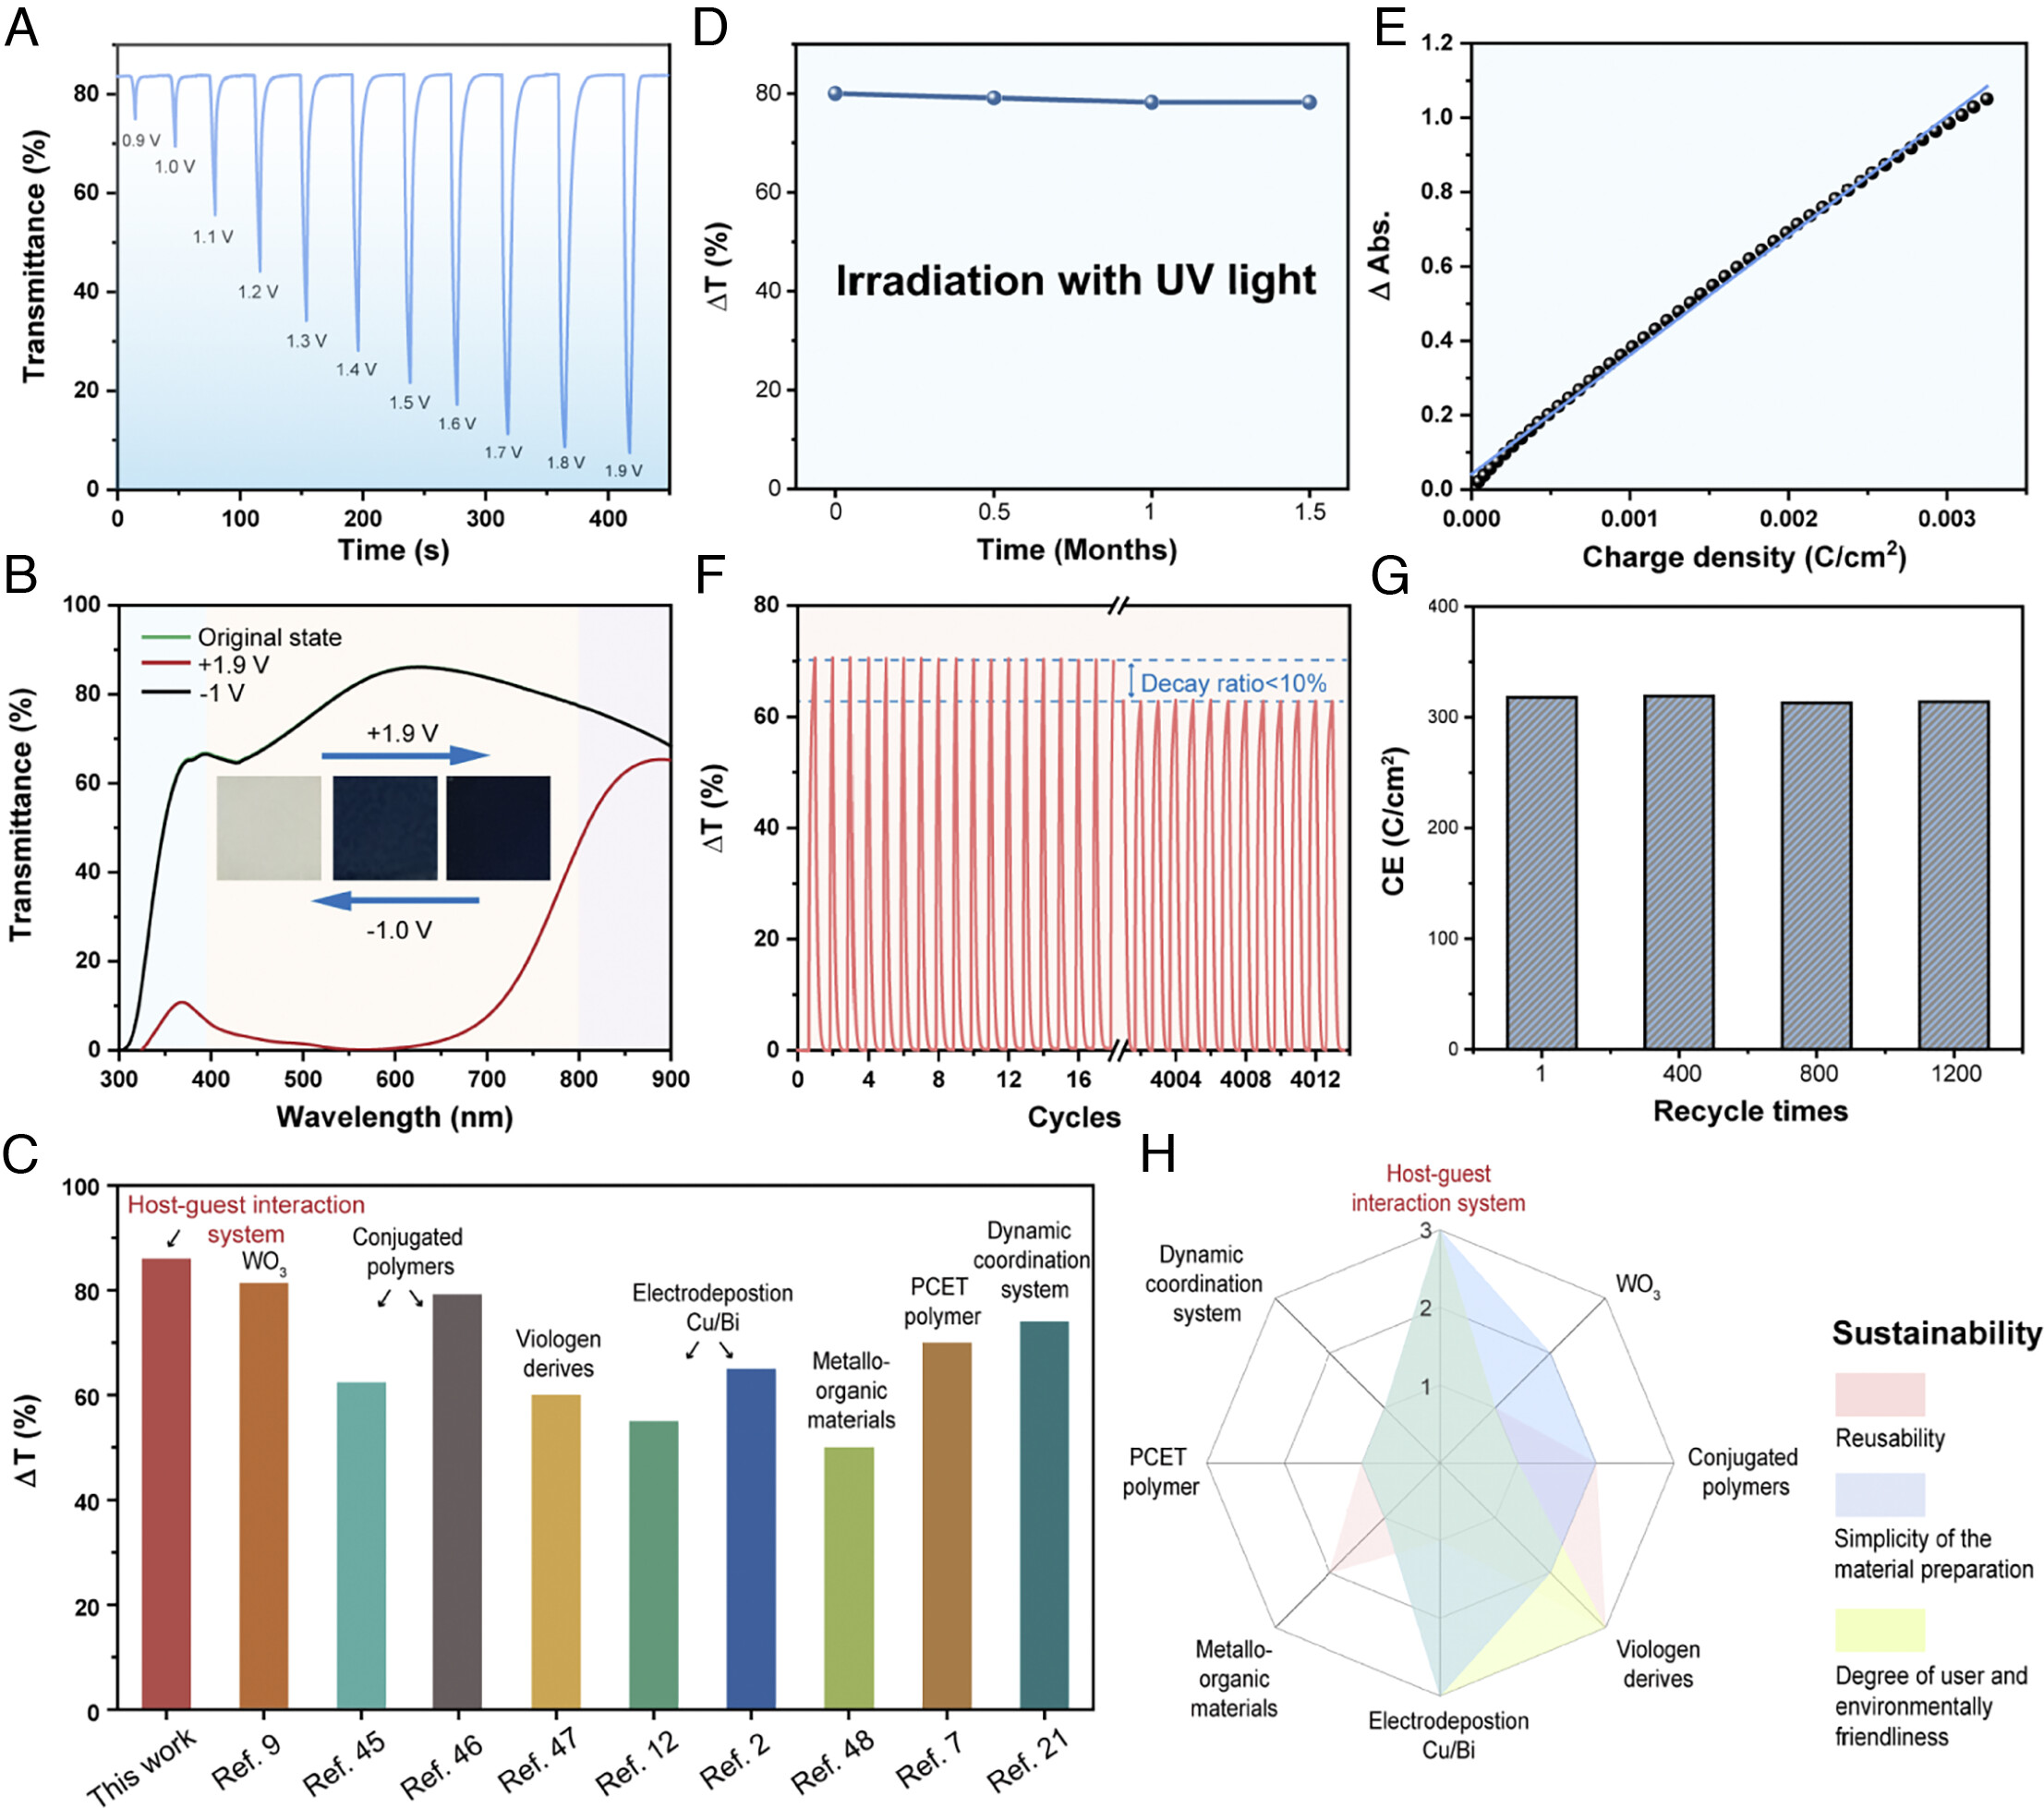 A
Transmittance (%)
80
60
40
20
0
0.9 V
1.0 V
1.1 V
1.2 V
1.3 V
1.4 V
1.5 V
1.6 V
1.7 V
1.8 V
1.9 V
0 100 200 300 400
Time (s)
D
ΔT (%)
80
60
40
20
0
Irradiation with UV light
0 0.5 1 1.5
Time (Months)
E
Δ Abs.
1.2
1.0
0.8
0.6
0.4
0.2
0.0
0.000 0.001 0.002 0.003
Charge density (C/cm²)
B
Transmittance (%)
100
80
60
40
20
0
Original state
+1.9 V
-1 V
+1.9 V
-1.0 V
300 400 500 600 700 800 900
Wavelength (nm)
F
ΔT (%)
80
60
40
20
0
Decay ratio<10%
0 4 8 12 16 4004 4008 4012
Cycles
G
CE (C/cm²)
400
300
200
100
0
1 400 800 1200
Recycle times
C
ΔT (%)
100
80
60
40
20
0
Host-guest interaction
system
WO₃
Conjugated
polymers
Viologen
derives
Electrodepostion
Cu/Bi
Metallo-
organic
materials
PCET
polymer
Dynamic
coordination
system
This work
Ref. 9
Ref. 45
Ref. 46
Ref. 47
Ref. 12
Ref. 2
Ref. 48
Ref. 7
Ref. 21
H
Host-guest
interaction system
3
2
1
WO₃
Conjugated
polymers
Viologen
derives
Electrodepostion
Cu/Bi
Metallo-
organic
materials
PCET
polymer
Dynamic
coordination
system
Sustainability
Reusability
Simplicity of the
material preparation
Degree of user and
environmentally
friendliness